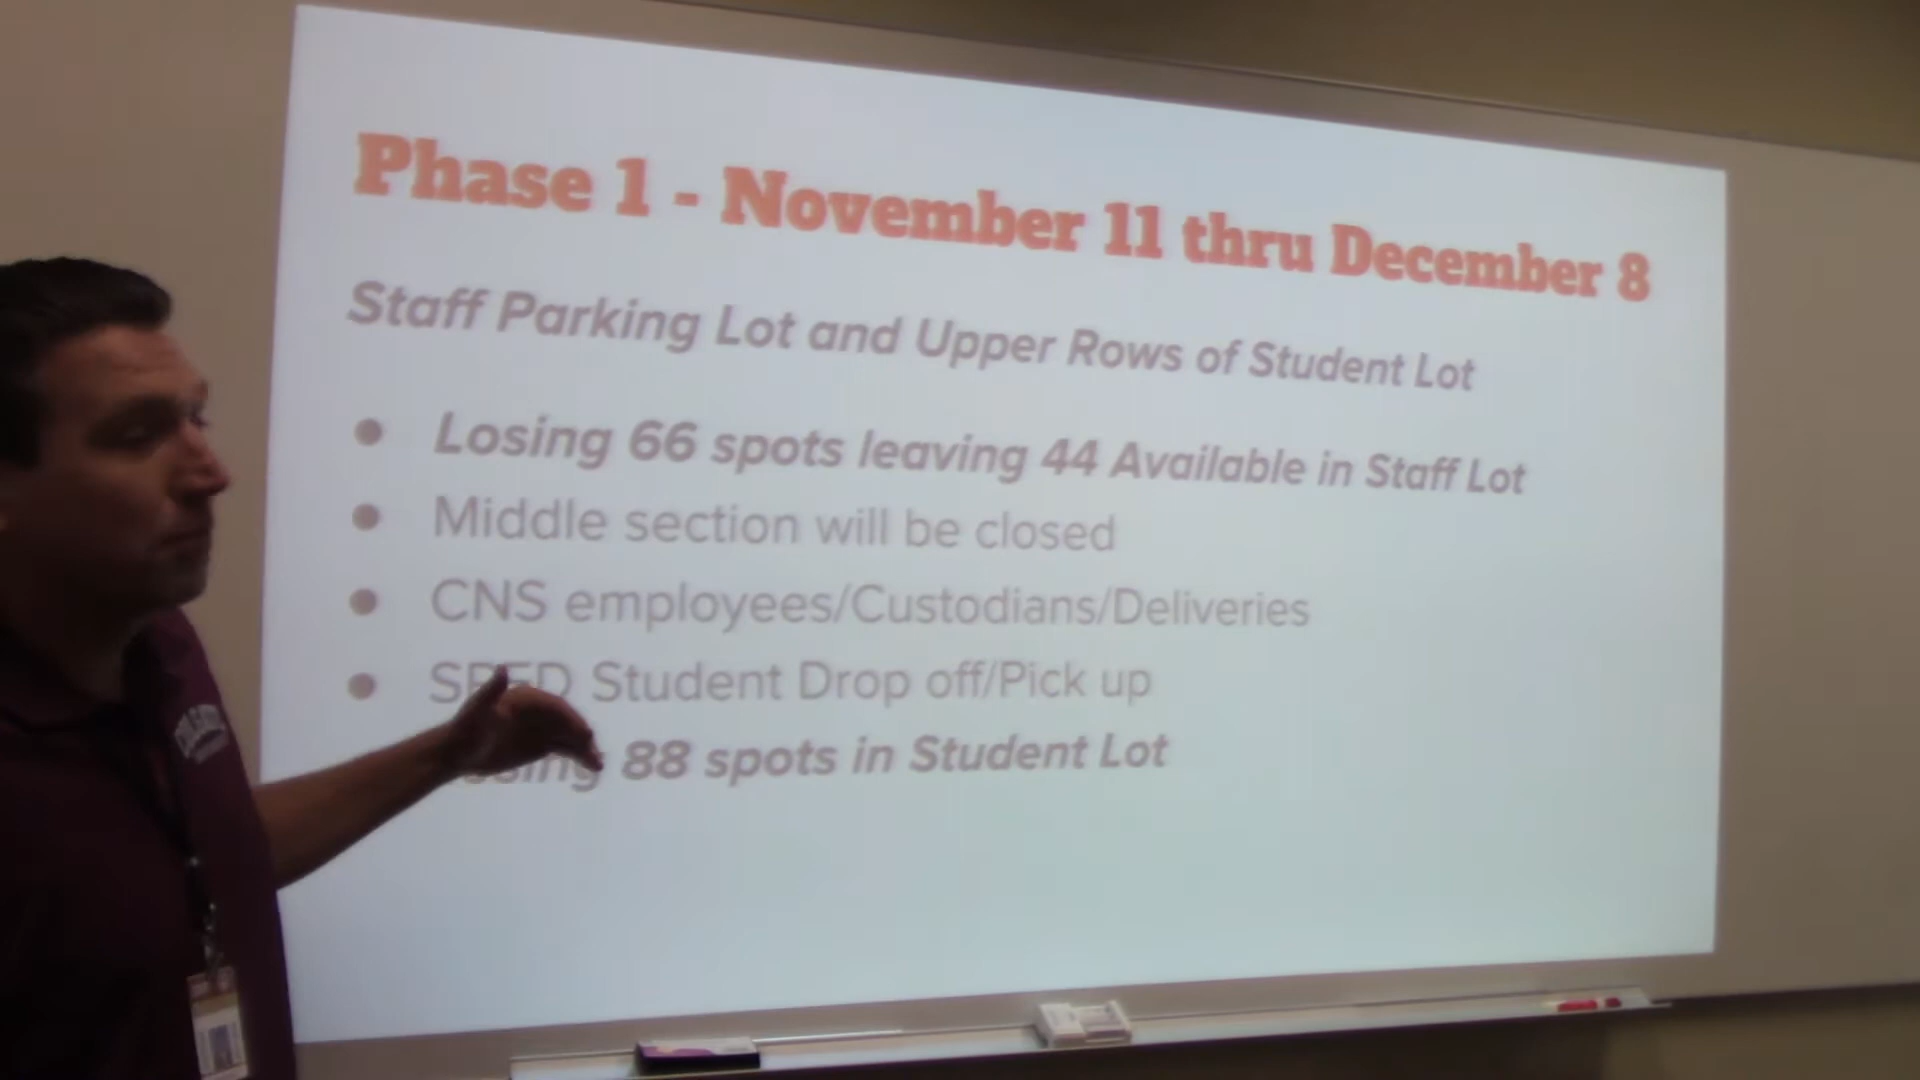 Phase 1 - November 11 thru December 8
Staff Parking Lot and Upper Rows of Student Lot
● Losing 66 spots leaving 44 Available in Staff Lot
● Middle section will be closed
● CNS employees/Custodians/Deliveries
● SPED Student Drop off/Pick up
Losing 88 spots in Student Lot